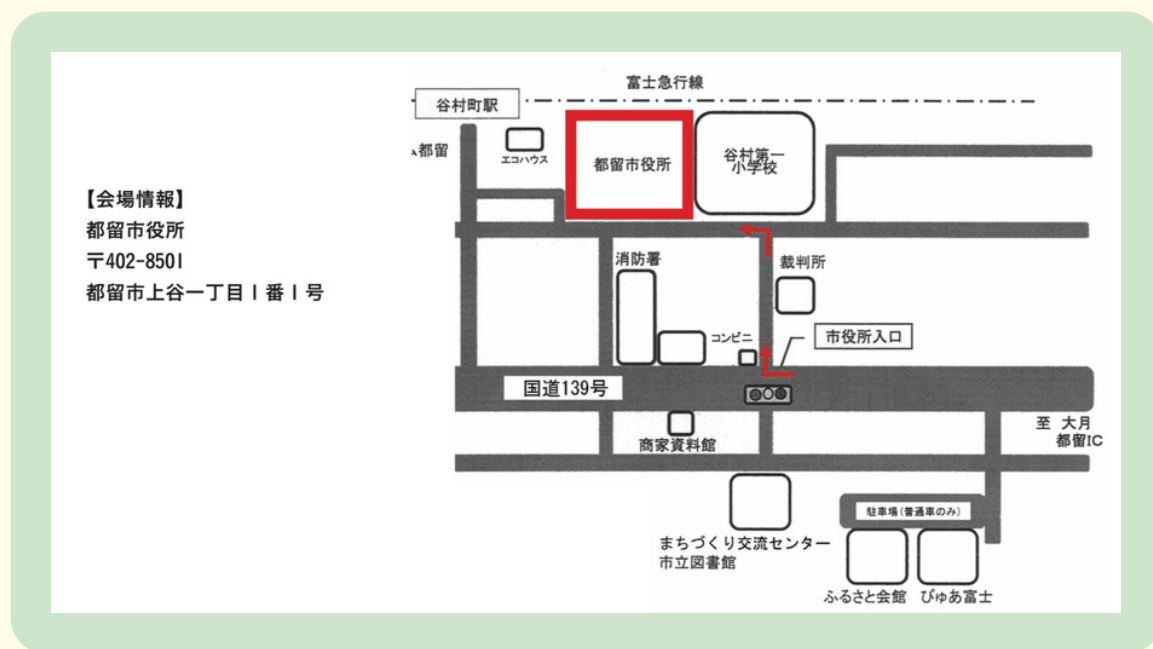 【会場情報】
都留市役所
〒402-8501
都留市上谷一丁目1番1号
富士急行線
谷村町駅
都留
エコハウス
都留市役所
谷村第一
小学校
消防署
裁判所
コンビニ
市役所入口
国道139号
商家資料館
至 大月
都留IC
駐車場(普通車のみ)
まちづくり交流センター
市立図書館
ふるさと会館
ぴゅあ富士